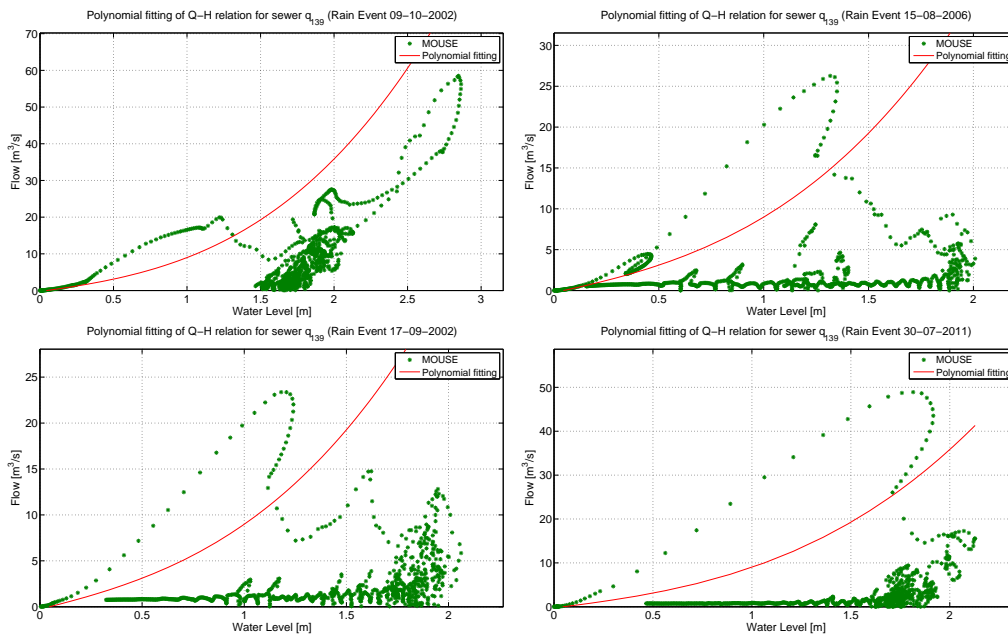 Polynomial fitting of Q−H relation for sewer q139 (Rain Event 09−10−2002)
70
60
50
40
30
20
10
0
Flow [m3/s]
MOUSE
Polynomial fitting
0 0.5 1 1.5 2 2.5 3
Water Level [m]
Polynomial fitting of Q−H relation for sewer q139 (Rain Event 15−08−2006)
30
25
20
15
10
5
0
Flow [m3/s]
MOUSE
Polynomial fitting
0 0.5 1 1.5 2
Water Level [m]
Polynomial fitting of Q−H relation for sewer q139 (Rain Event 17−09−2002)
25
20
15
10
5
0
Flow [m3/s]
MOUSE
Polynomial fitting
0 0.5 1 1.5 2
Water Level [m]
Polynomial fitting of Q−H relation for sewer q139 (Rain Event 30−07−2011)
50
40
30
20
10
0
Flow [m3/s]
MOUSE
Polynomial fitting
0 0.5 1 1.5 2
Water Level [m]